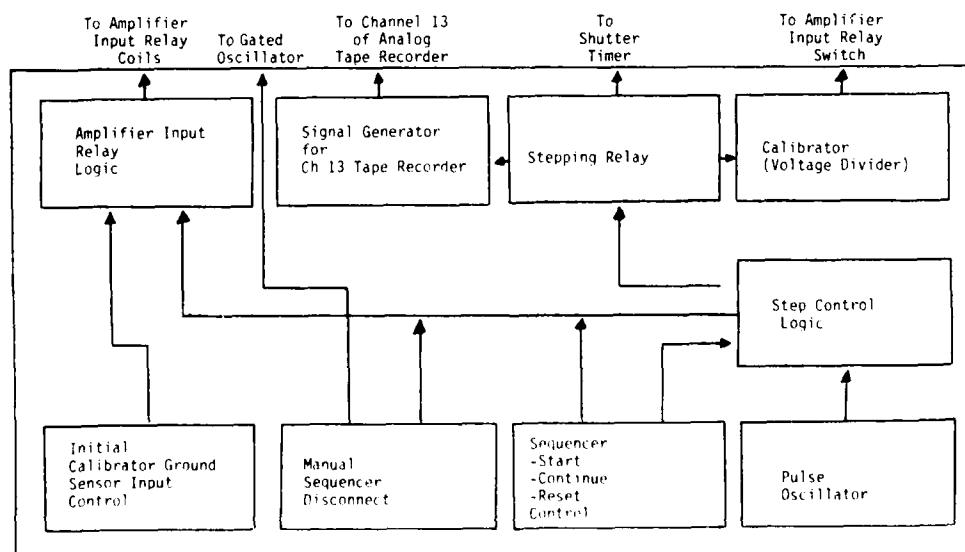 To Amplifier
Input Relay
Coils
To Gated
Oscillator
To Channel 13
of Analog
Tape Recorder
To
Shutter
Timer
To Amplifier
Input Relay
Switch
Amplifier Input
Relay
Logic
Signal Generator
for
Ch 13 Tape Recorder
Stepping Relay
Calibrator
(Voltage Divider)
Step Control
Logic
Initial
Calibrator Ground
Sensor Input
Control
Manual
Sequencer
Disconnect
Sequencer
-Start
-Continue
-Reset
Control
Pulse
Oscillator